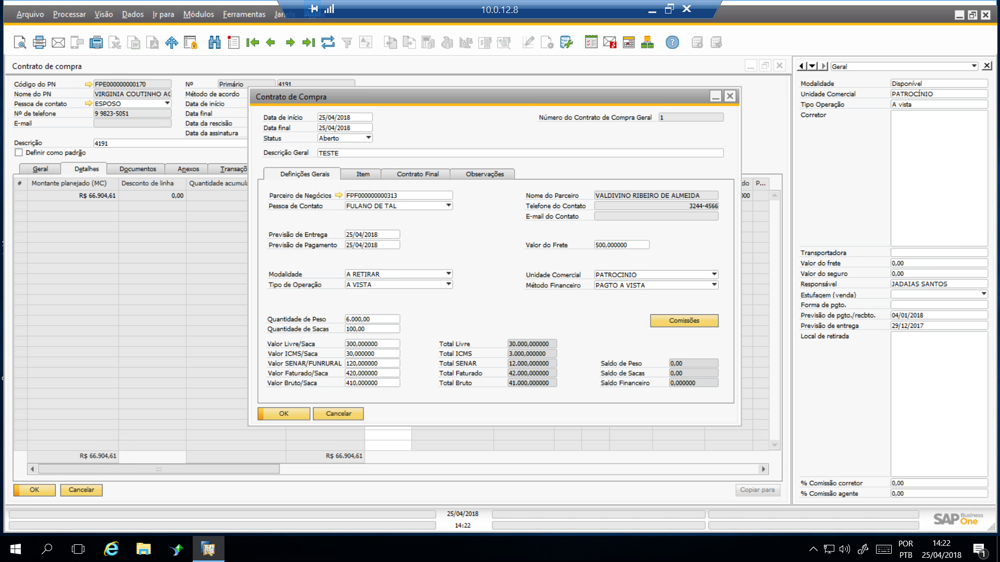 10.0.12.8
Arquivo Processar Visão Dados Ir para Módulos Ferramentas
Contrato de compra
Código do PN FPE000000000170 Nº Primário 4191
Nome do PN VIRGINIA COUTINHO AG Método de acordo
Pessoa de contato ESPOSO Data de início
Nº de telefone 9 9823-5051 Data final
E-mail Data da rescisão
Data da assinatura
Descrição 4191
Definir como padrão
Geral Detalhes Documentos Anexos Transaçõ
# Montante planejado (MC) Desconto de linha Quantidade acumula do P...
R$ 66.904,61 0,00 00
R$ 66.904,61 R$ 66.904,61
OK Cancelar Copiar para
Contrato de Compra
Data de início 25/04/2018 Número do Contrato de Compra Geral 1
Data final 25/04/2018
Status Aberto
Descrição Geral TESTE
Definições Gerais Item Contrato Final Observações
Parceiro de Negócios FPF000000000313 Nome do Parceiro VALDIVINO RIBEIRO DE ALMEIDA
Pessoa de Contato FULANO DE TAL Telefone do Contato 3244-4566
E-mail do Contato
Previsão de Entrega 25/04/2018
Previsão de Pagamento 25/04/2018 Valor do Frete 500,000000
Modalidade A RETIRAR Unidade Comercial PATROCINIO
Tipo de Operação A VISTA Método Financeiro PAGTO A VISTA
Quantidade de Peso 6.000,00 Comissões
Quantidade de Sacas 100,00
Valor Livre/Saca 300,000000 Total Livre 30.000,000000
Valor ICMS/Saca 30,000000 Total ICMS 3.000,000000
Valor SENAR/FUNRURAL 120,000000 Total SENAR 12.000,000000 Saldo de Peso 0,00
Valor Faturado/Saca 420,000000 Total Faturado 42.000,000000 Saldo de Sacas 0,00
Valor Bruto/Saca 410,000000 Total Bruto 41.000,000000 Saldo Financeiro 0,000000
OK Cancelar
Geral
Modalidade Disponível
Unidade Comercial PATROCÍNIO
Tipo Operação A vista
Corretor
Transportadora
Valor do frete 0,00
Valor do seguro 0,00
Responsável JADAIAS SANTOS
Estufagem (venda)
Forma de pgto.
Previsão de pgto./recbto. 04/01/2018
Previsão de entrega 29/12/2017
Local de retirada
% Comissão corretor 0,00
% Comissão agente 0,00
25/04/2018
14:22
SAP Business One
POR
PTB
14:22
25/04/2018
1